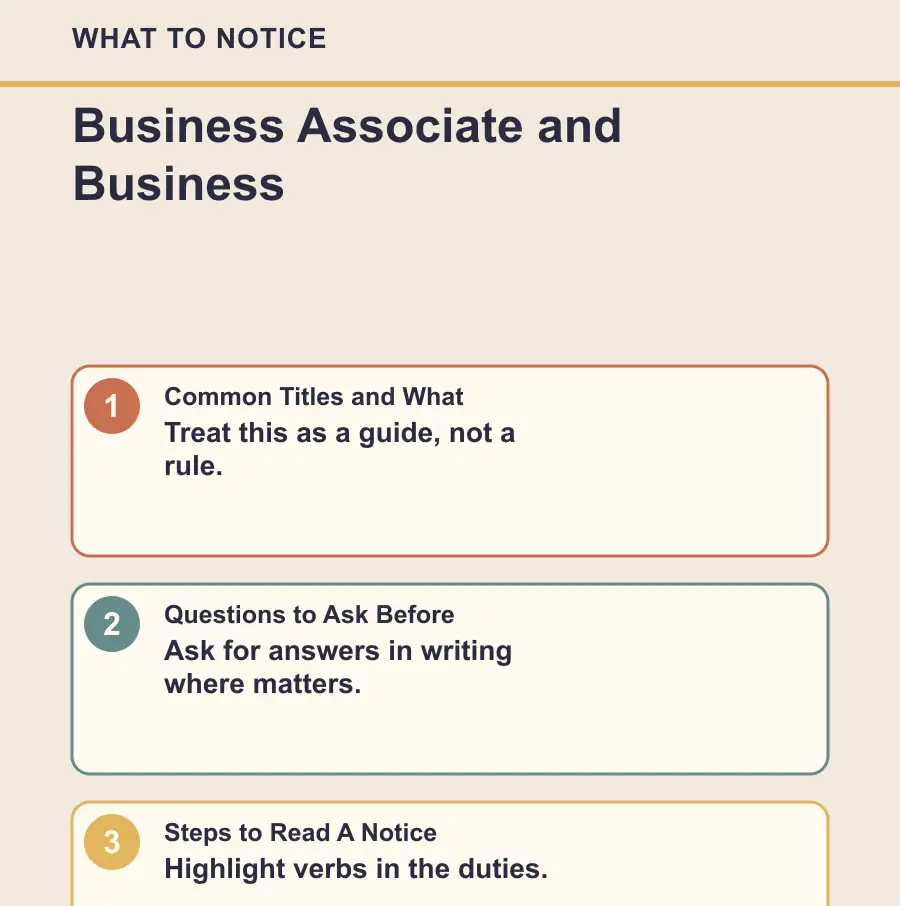 WHAT TO NOTICE
Business Associate and
Business
1
Common Titles and What
Treat this as a guide, not a
rule.
2
Questions to Ask Before
Ask for answers in writing
where matters.
3
Steps to Read A Notice
Highlight verbs in the duties.